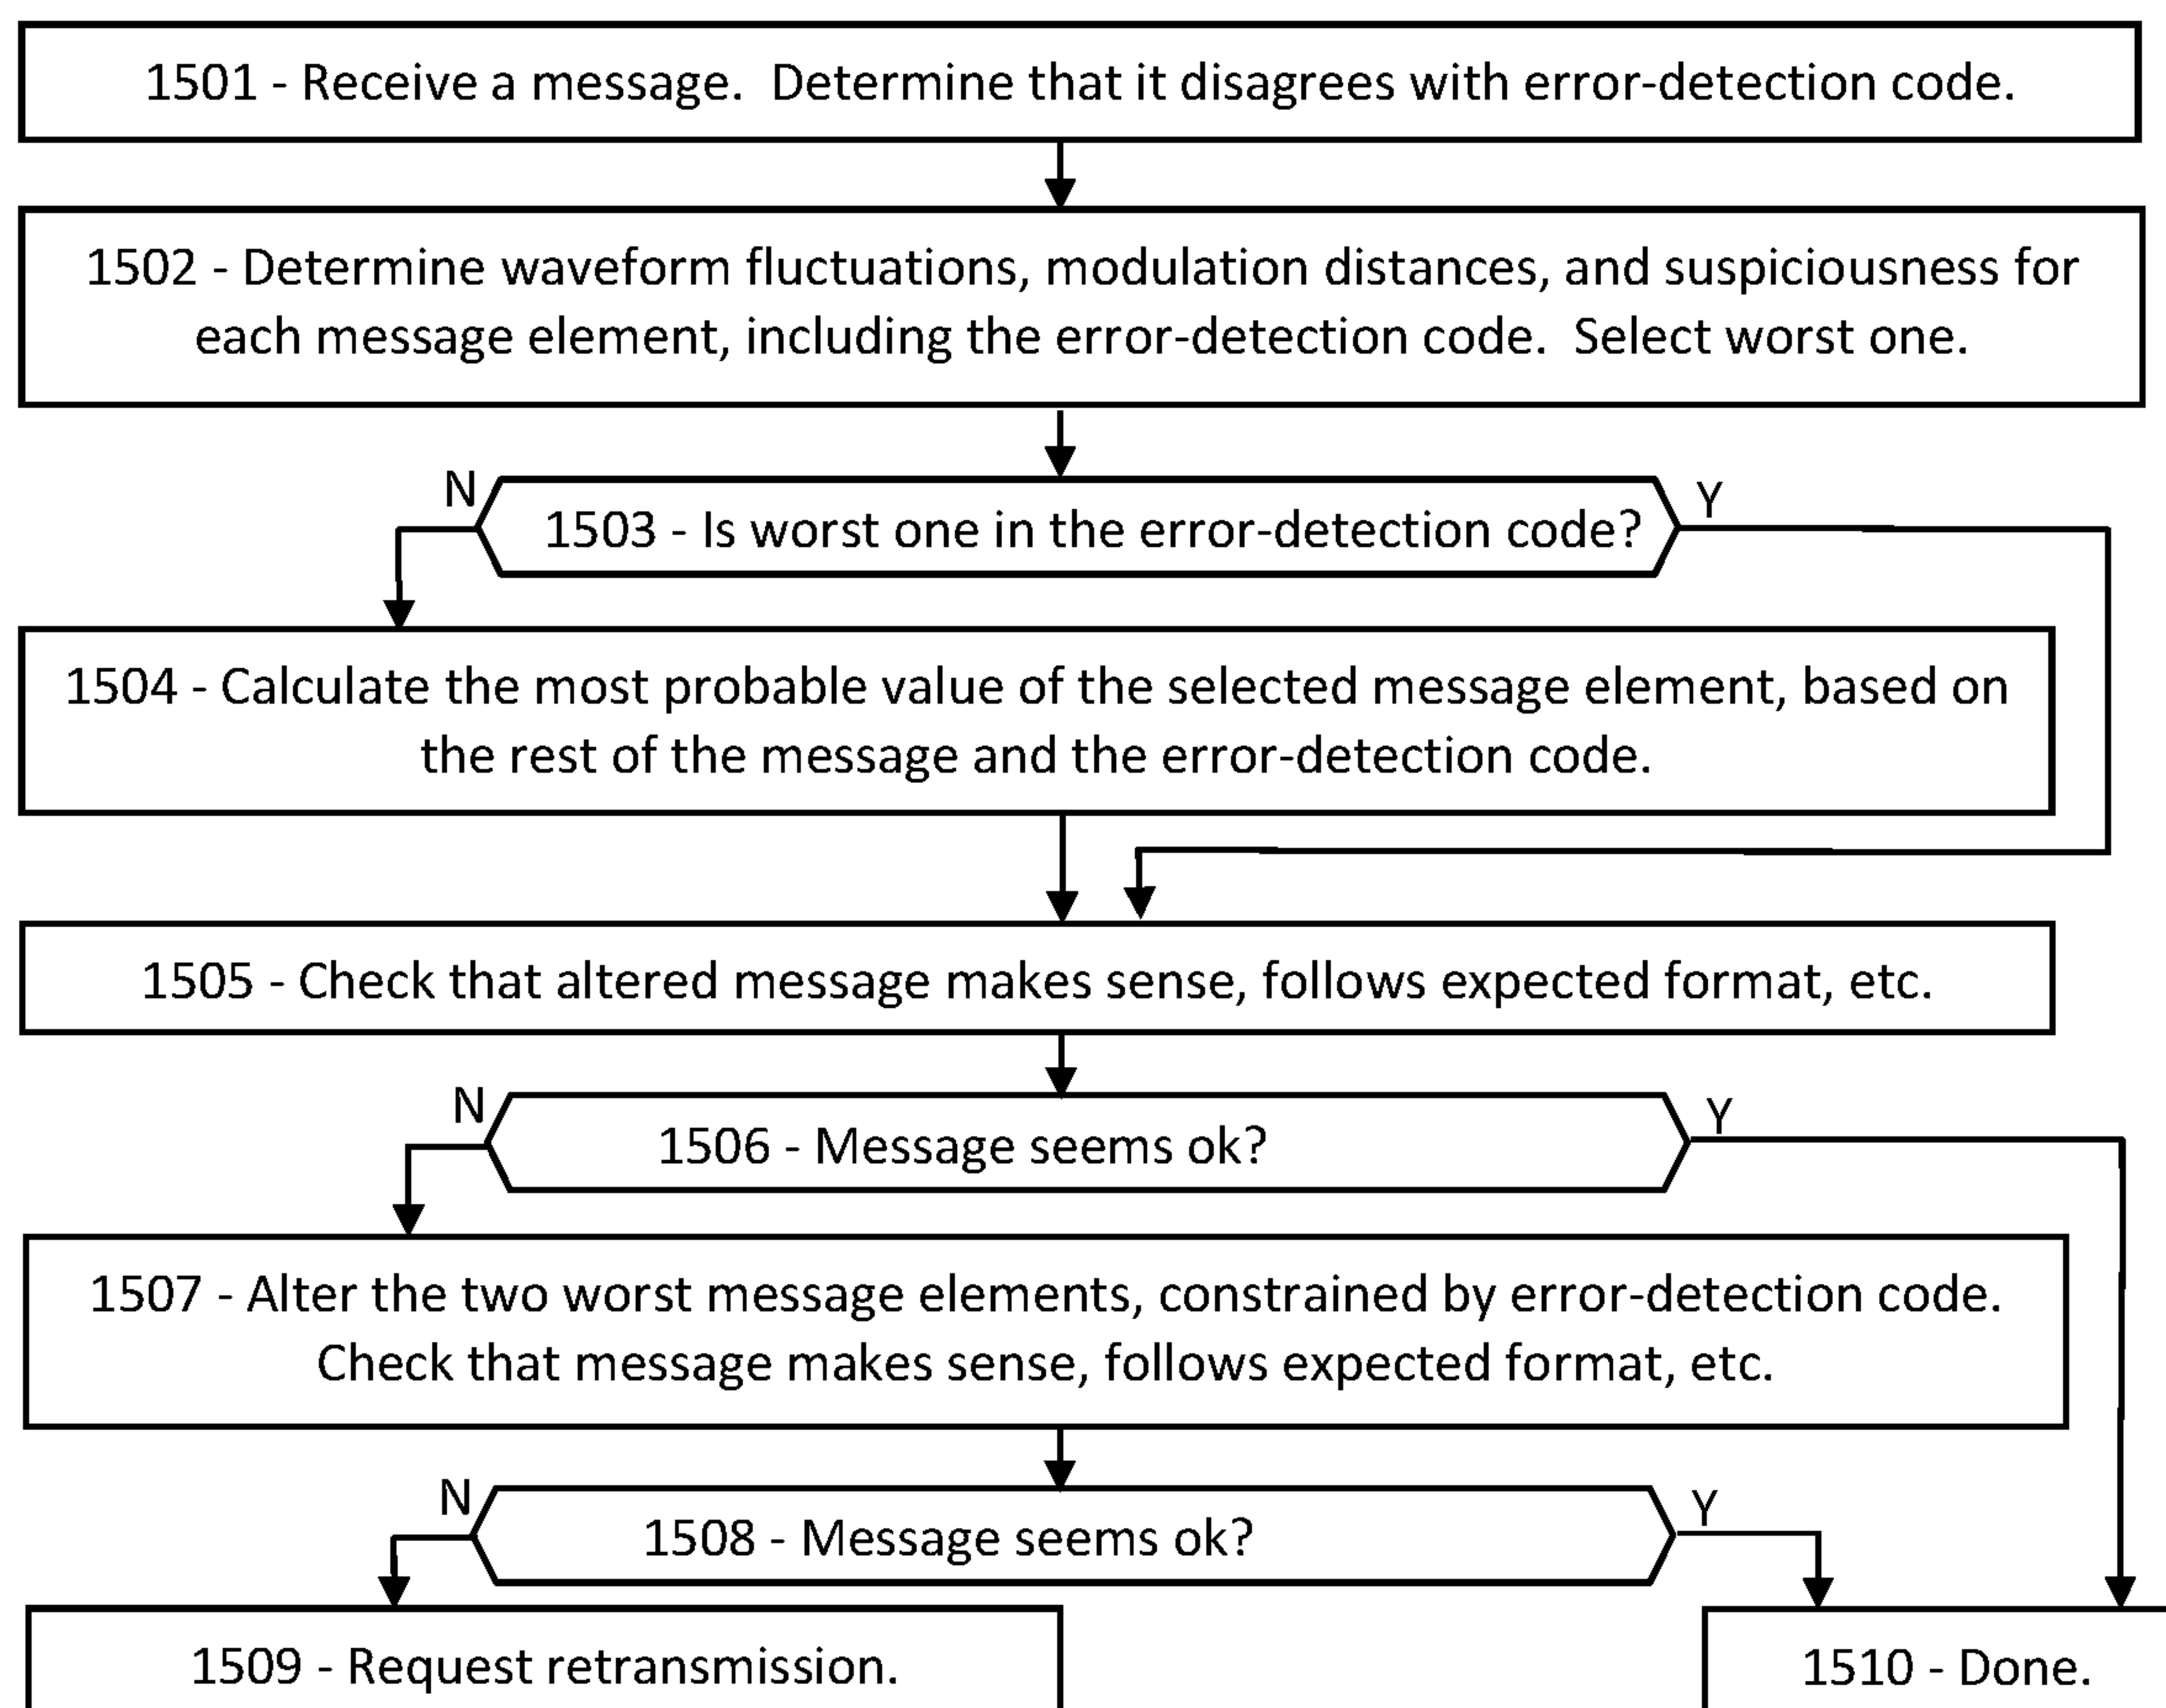 1501 - Receive a message.  Determine that it disagrees with error-detection code.
1502 - Determine waveform fluctuations, modulation distances, and suspiciousness for
each message element, including the error-detection code.  Select worst one.
N
Y
1503 - Is worst one in the error-detection code?
1504 - Calculate the most probable value of the selected message element, based on
the rest of the message and the error-detection code.
1505 - Check that altered message makes sense, follows expected format, etc.
N
Y
1506 - Message seems ok?
1507 - Alter the two worst message elements, constrained by error-detection code.
Check that message makes sense, follows expected format, etc.
N
Y
1508 - Message seems ok?
1509 - Request retransmission.
1510 - Done.